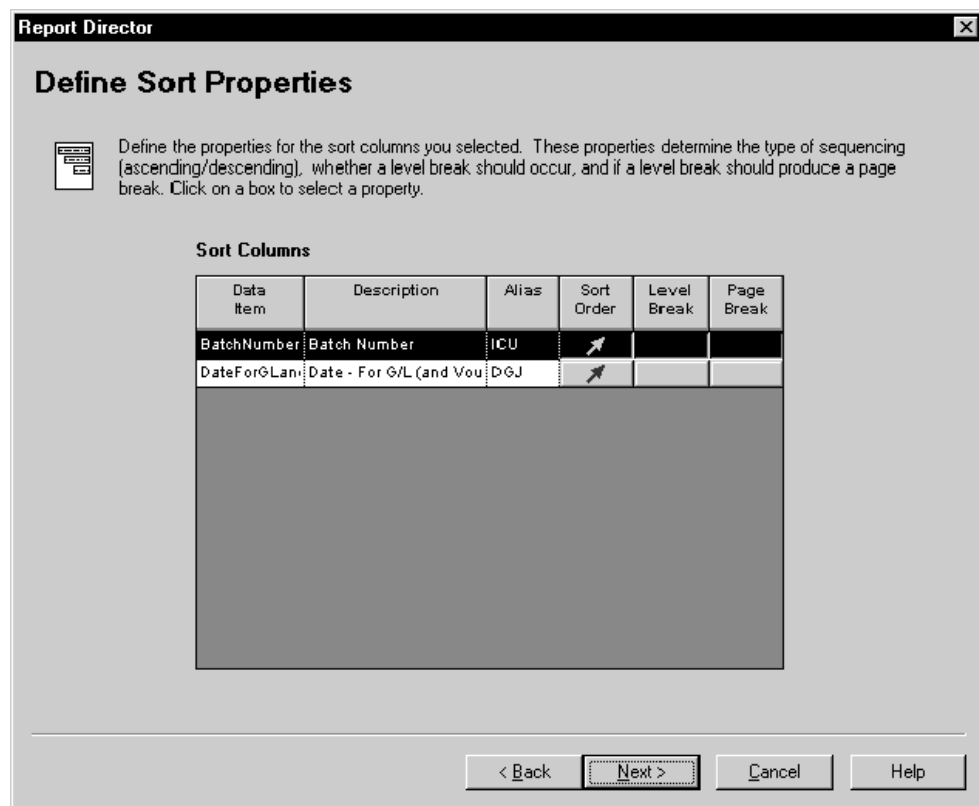 Report Director
Define Sort Properties
Define the properties for the sort columns you selected. These properties determine the type of sequencing
(ascending/descending), whether a level break should occur, and if a level break should produce a page
break. Click on a box to select a property.
Sort Columns
Data Item Description Alias Sort Order Level Break Page Break
BatchNumber Batch Number ICU
DateForGLan Date - For G/L (and Vou DGJ
< Back Next > Cancel Help